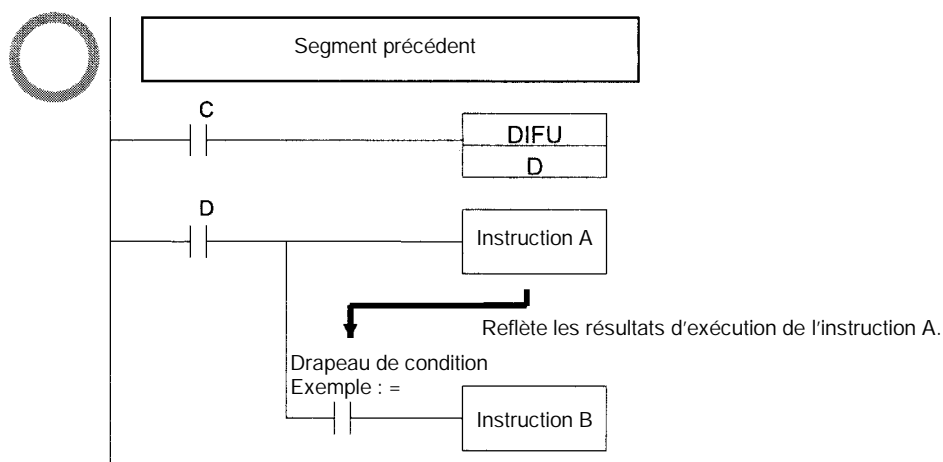 Segment précédent
C
DIFU
D
D
Instruction A
Reflète les résultats d'exécution de l'instruction A.
Drapeau de condition
Exemple : =
Instruction B